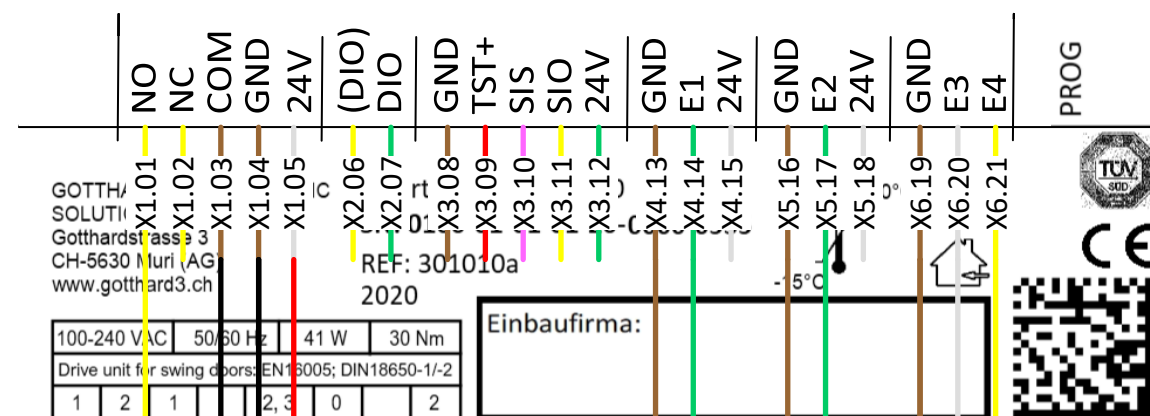 NO NC COM GND 24V (DIO) DIO GND TST+ SIS SIO 24V GND E1 24V GND E2 24V GND E3 E4 PROG
X1.01 X1.02 X1.03 X1.04 X1.05 X2.06 X2.07 X3.08 X3.09 X3.10 X3.11 X3.12 X4.13 X4.14 X4.15 X5.16 X5.17 X5.18 X6.19 X6.20 X6.21
TÜV
SÜD
Gotthardstrasse 3
CH-5630 Muri (AG)
www.gotthard3.ch
REF: 301010a
2020
-15°C
CE
Einbaufirma:
100-240 VAC 50/60 Hz 41 W 30 Nm
Drive unit for swing doors: EN16005; DIN18650-1/-2
1 2 1 2, 3 0 2